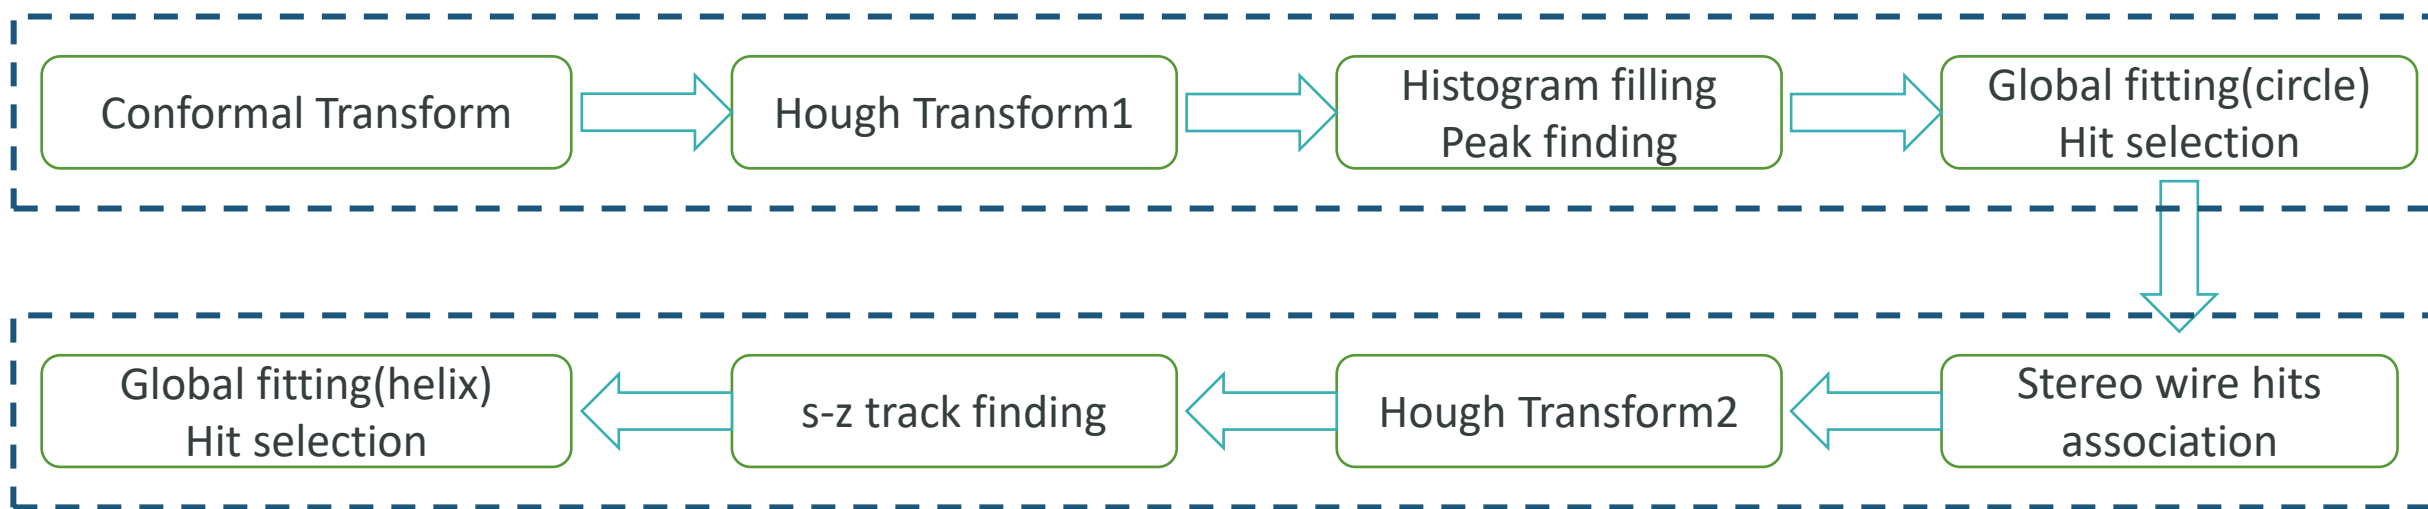 Conformal Transform
Hough Transform1
Histogram filling
Peak finding
Global fitting(circle)
Hit selection
Global fitting(helix)
Hit selection
s-z track finding
Hough Transform2
Stereo wire hits
association